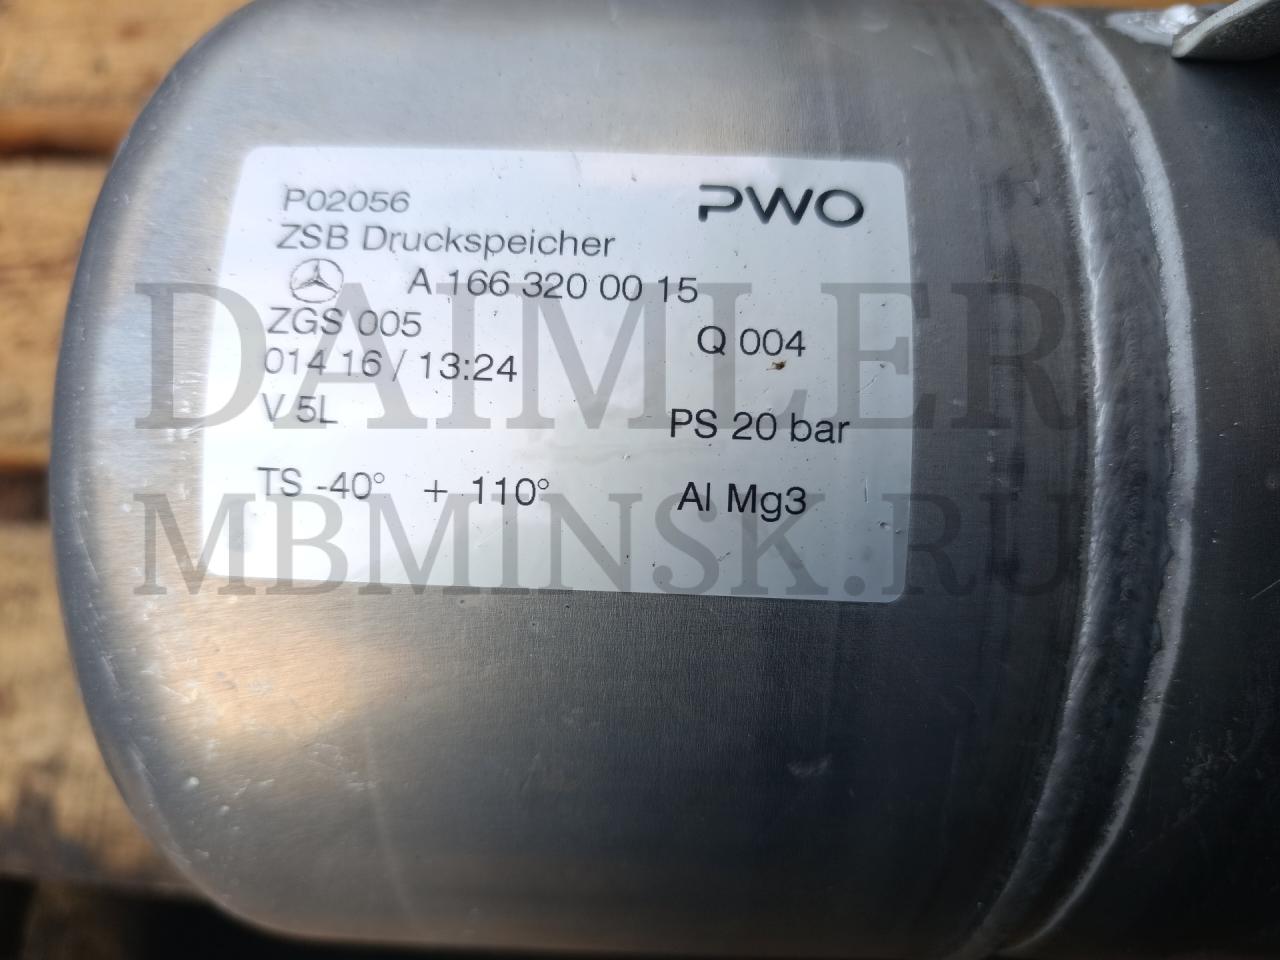 P02056
PWO
ZSB Druckspeicher
A 166 320 00 15
ZGS 005
Q 004
014 16 / 13:24
V 5L
PS 20 bar
TS -40° + 110°
Al Mg3
DAIMLER
MBMINSK.RU